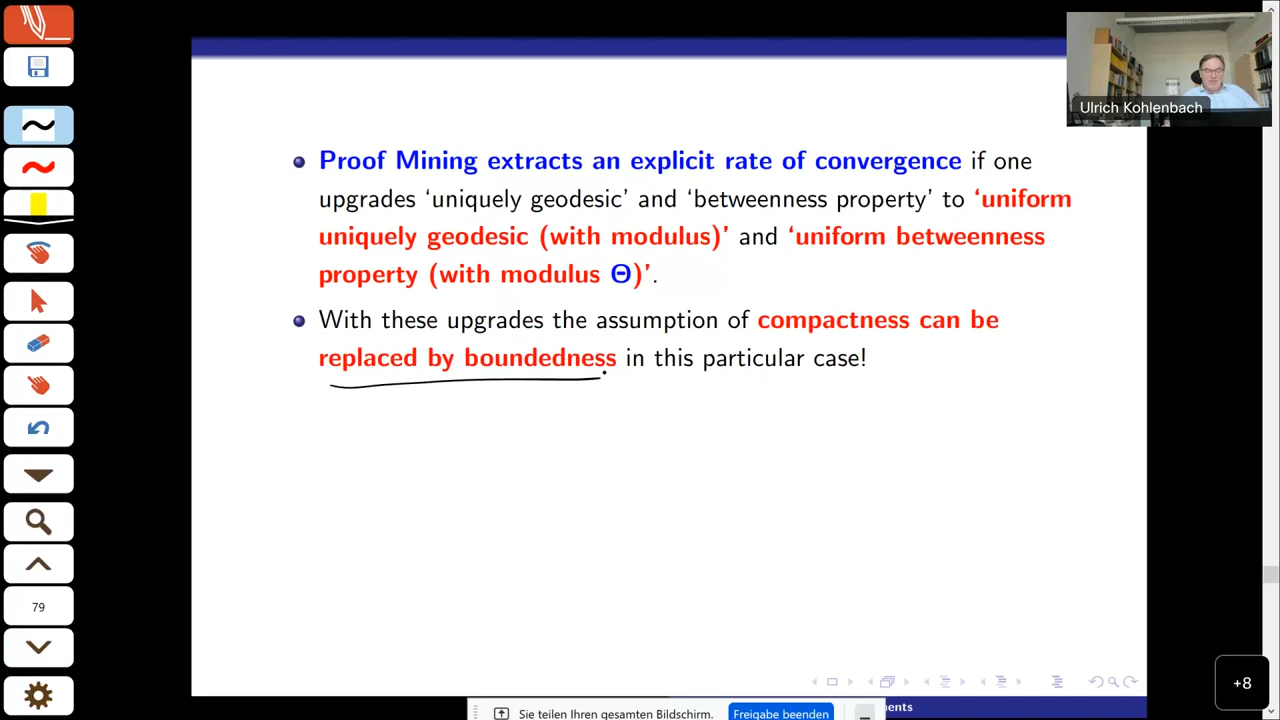 Ulrich Kohlenbach
Proof Mining extracts an explicit rate of convergence if one
upgrades ‘uniquely geodesic’ and ‘betweenness property’ to ‘uniform
uniquely geodesic (with modulus)’ and ‘uniform betweenness
property (with modulus Θ)’.
With these upgrades the assumption of compactness can be
replaced by boundedness in this particular case!
79
+8
Sie teilen Ihren gesamten Bildschirm.
Freigabe beenden
ments